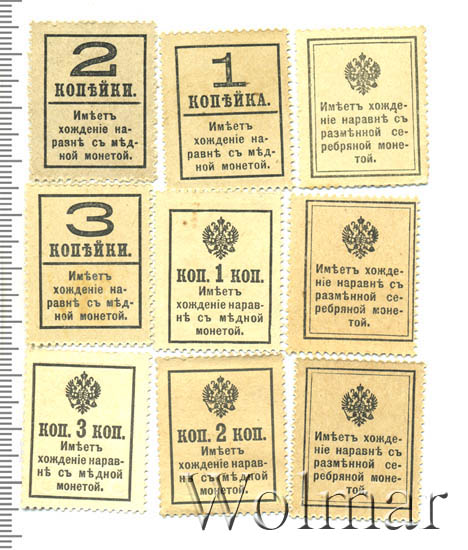 2
КОПѢЙКИ.
Имѣетъ
хожденіе на-
равнѣ съ мѣд-
ной монетой.
1
КОПѢЙКА.
Имѣетъ
хожденіе на-
равнѣ съ мѣд-
ной монетой.
Имѣетъ хожде-
ніе наравнѣ съ
размѣнной се-
ребряной моне-
той.
3
КОПѢЙКИ.
Имѣетъ
хожденіе на-
равнѣ съ мѣд-
ной монетой.
КОП. 1 КОП.
Имѣетъ
хожденіе нарав-
нѣ съ мѣдной
монетой.
Имѣетъ хожде-
ніе наравнѣ съ
размѣнной се-
ребряной моне-
той.
КОП. 3 КОП.
Имѣетъ
хожденіе нарав-
нѣ съ мѣдной
монетой.
КОП. 2 КОП.
Имѣетъ
хожденіе нарав-
нѣ съ мѣдной
монетой.
Имѣетъ хожде-
ніе наравнѣ съ
размѣнной се-
ребряной моне-
той.
Wolmar